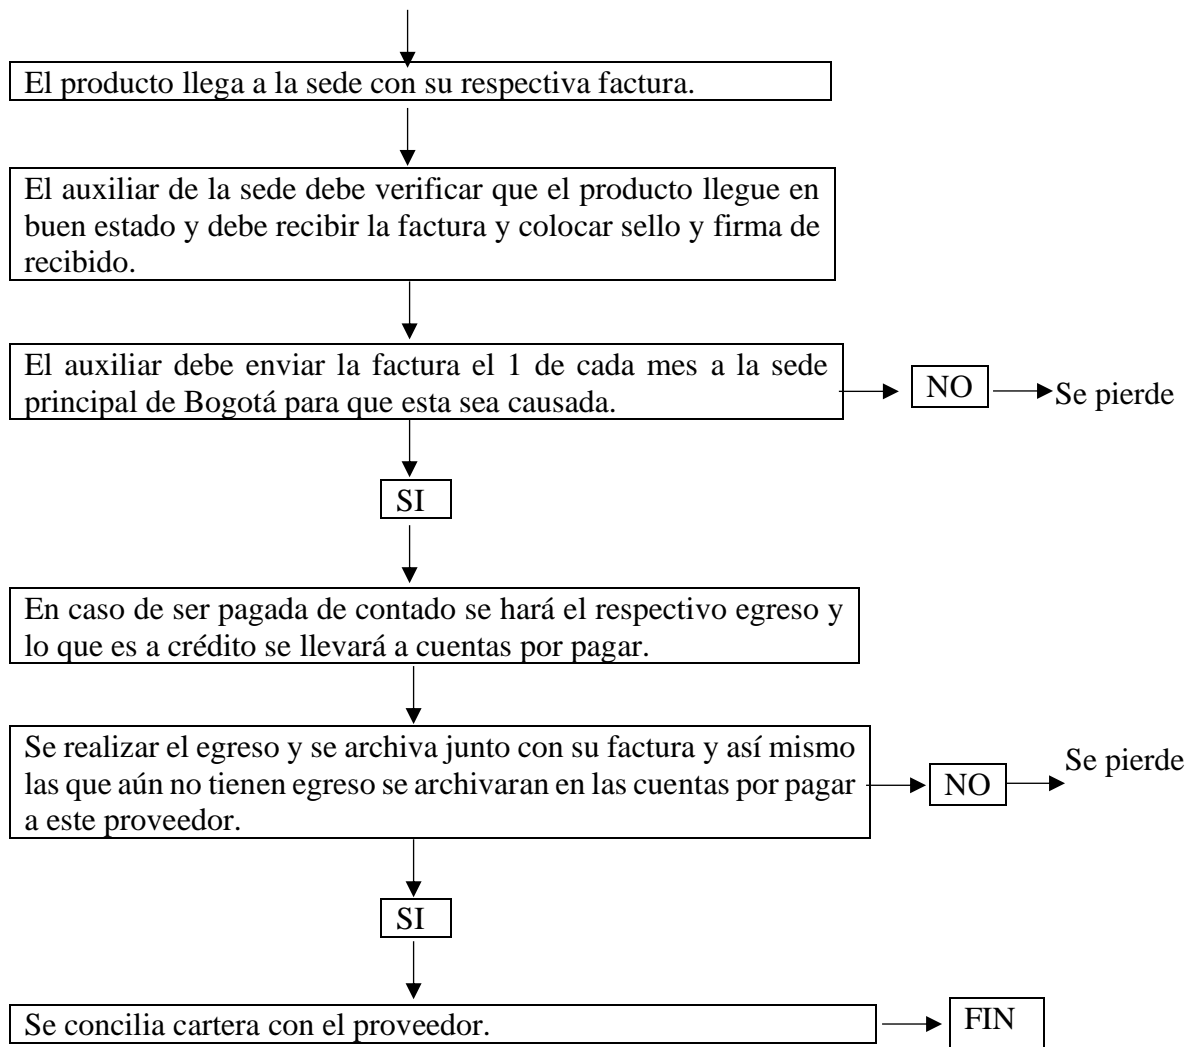 El producto llega a la sede con su respectiva factura.
El auxiliar de la sede debe verificar que el producto llegue en
buen estado y debe recibir la factura y colocar sello y firma de
recibido.
El auxiliar debe enviar la factura el 1 de cada mes a la sede
principal de Bogotá para que esta sea causada.
NO
Se pierde
SI
En caso de ser pagada de contado se hará el respectivo egreso y
lo que es a crédito se llevará a cuentas por pagar.
Se realizar el egreso y se archiva junto con su factura y así mismo
las que aún no tienen egreso se archivaran en las cuentas por pagar
a este proveedor.
NO
Se pierde
SI
Se concilia cartera con el proveedor.
FIN